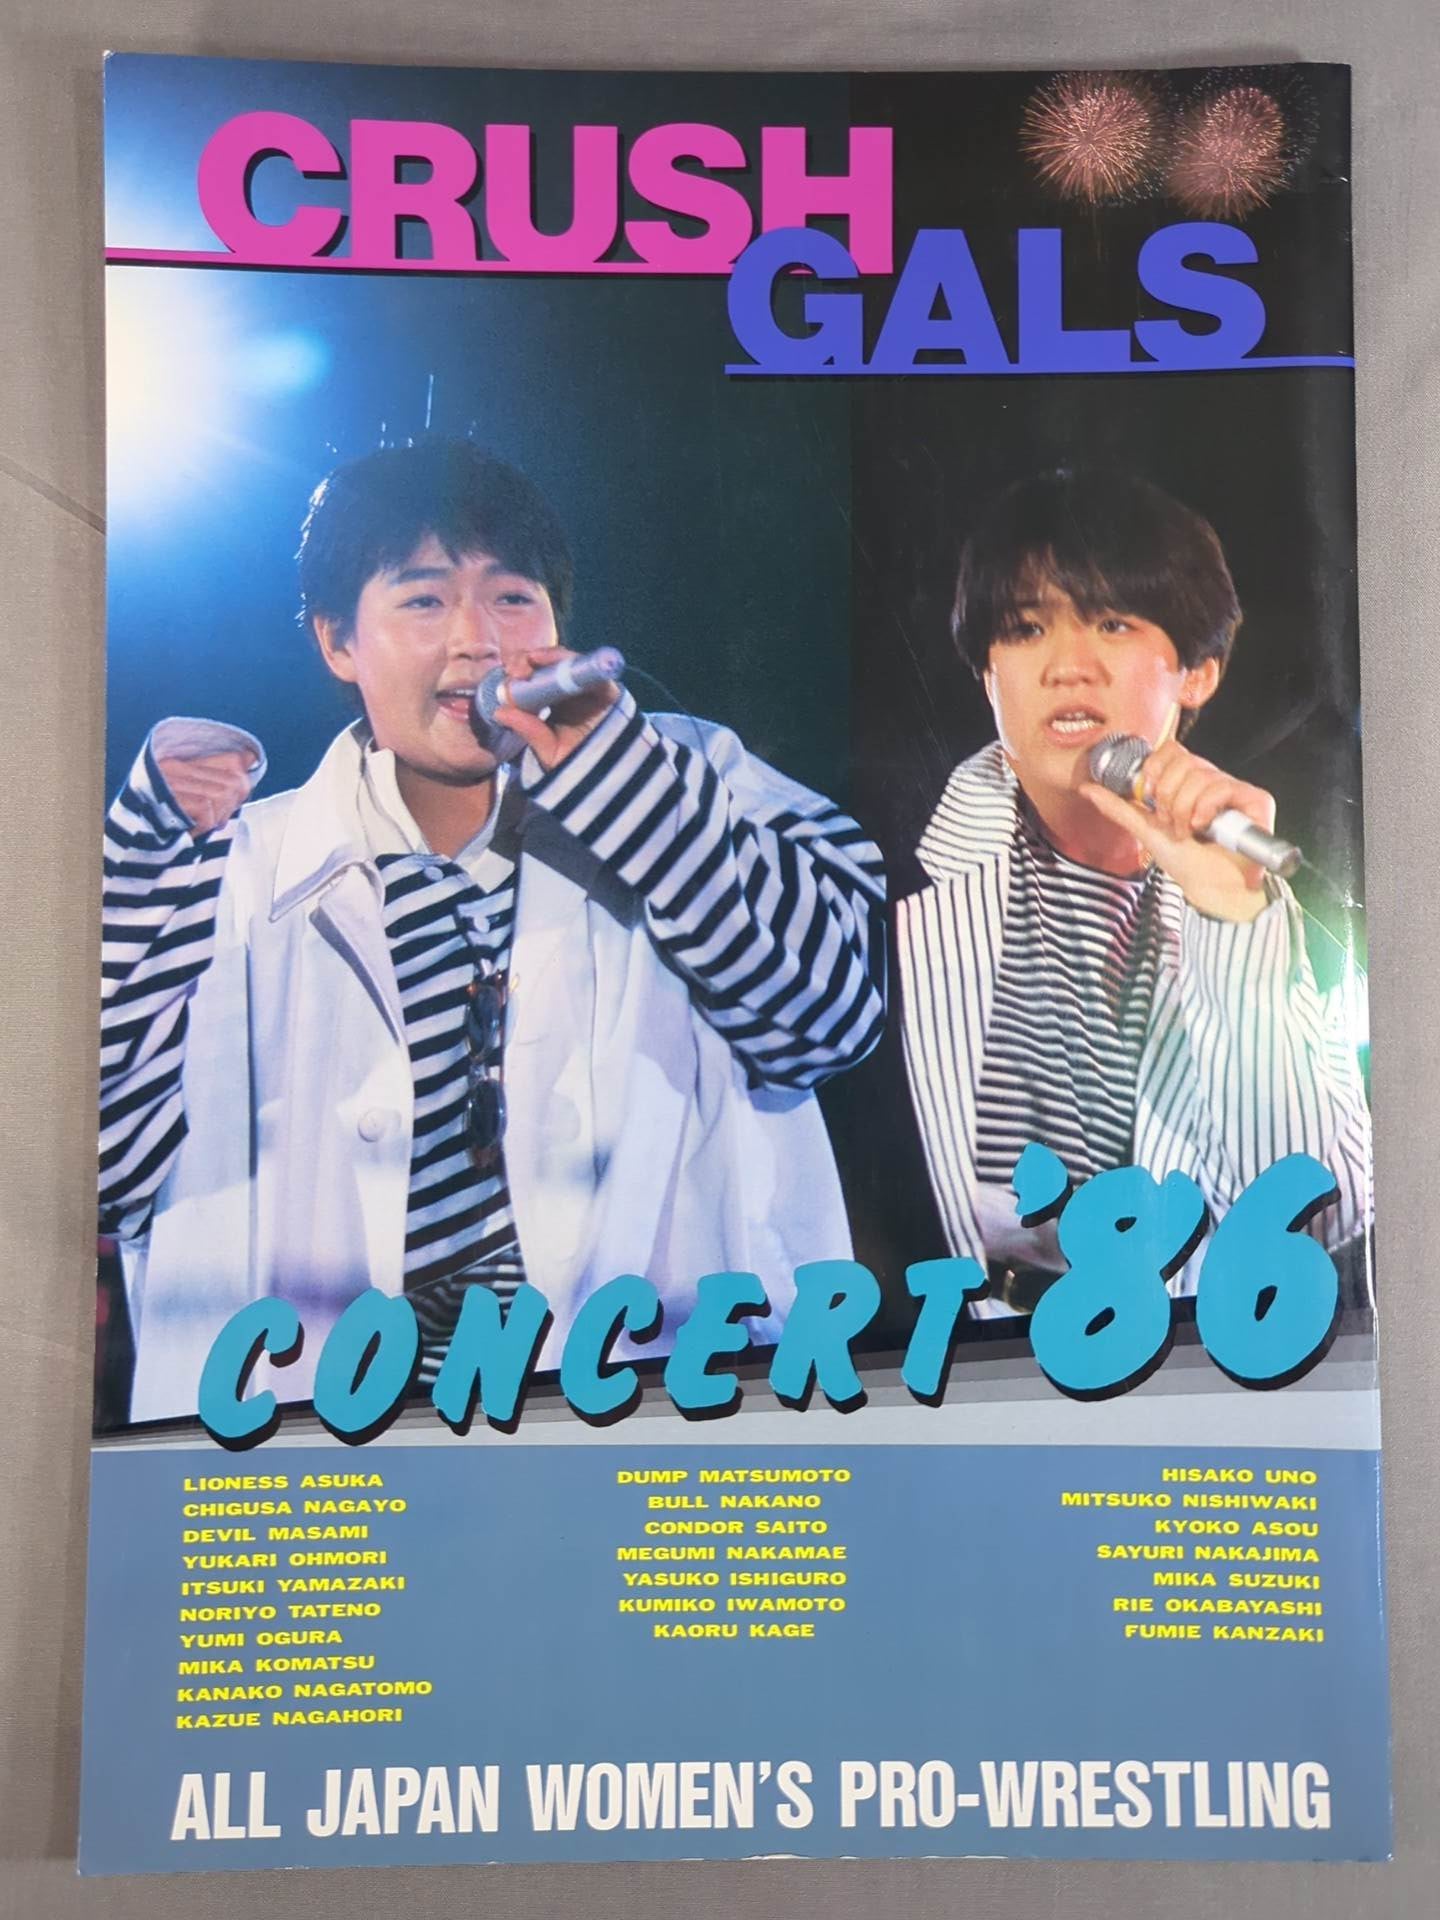 CRUSH
GALS
CONCERT '86
LIONESS ASUKA
CHIGUSA NAGAYO
DEVIL MASAMI
YUKARI OHMORI
ITSUKI YAMAZAKI
NORIYO TATENO
YUMI OGURA
MIKA KOMATSU
KANAKO NAGATOMO
KAZUE NAGAHORI
DUMP MATSUMOTO
BULL NAKANO
CONDOR SAITO
MEGUMI NAKAMAE
YASUKO ISHIGURO
KUMIKO IWAMOTO
KAORU KAGE
HISAKO UNO
MITSUKO NISHIWAKI
KYOKO ASOU
SAYURI NAKAJIMA
MIKA SUZUKI
RIE OKABAYASHI
FUMIE KANZAKI
ALL JAPAN WOMEN'S PRO-WRESTLING